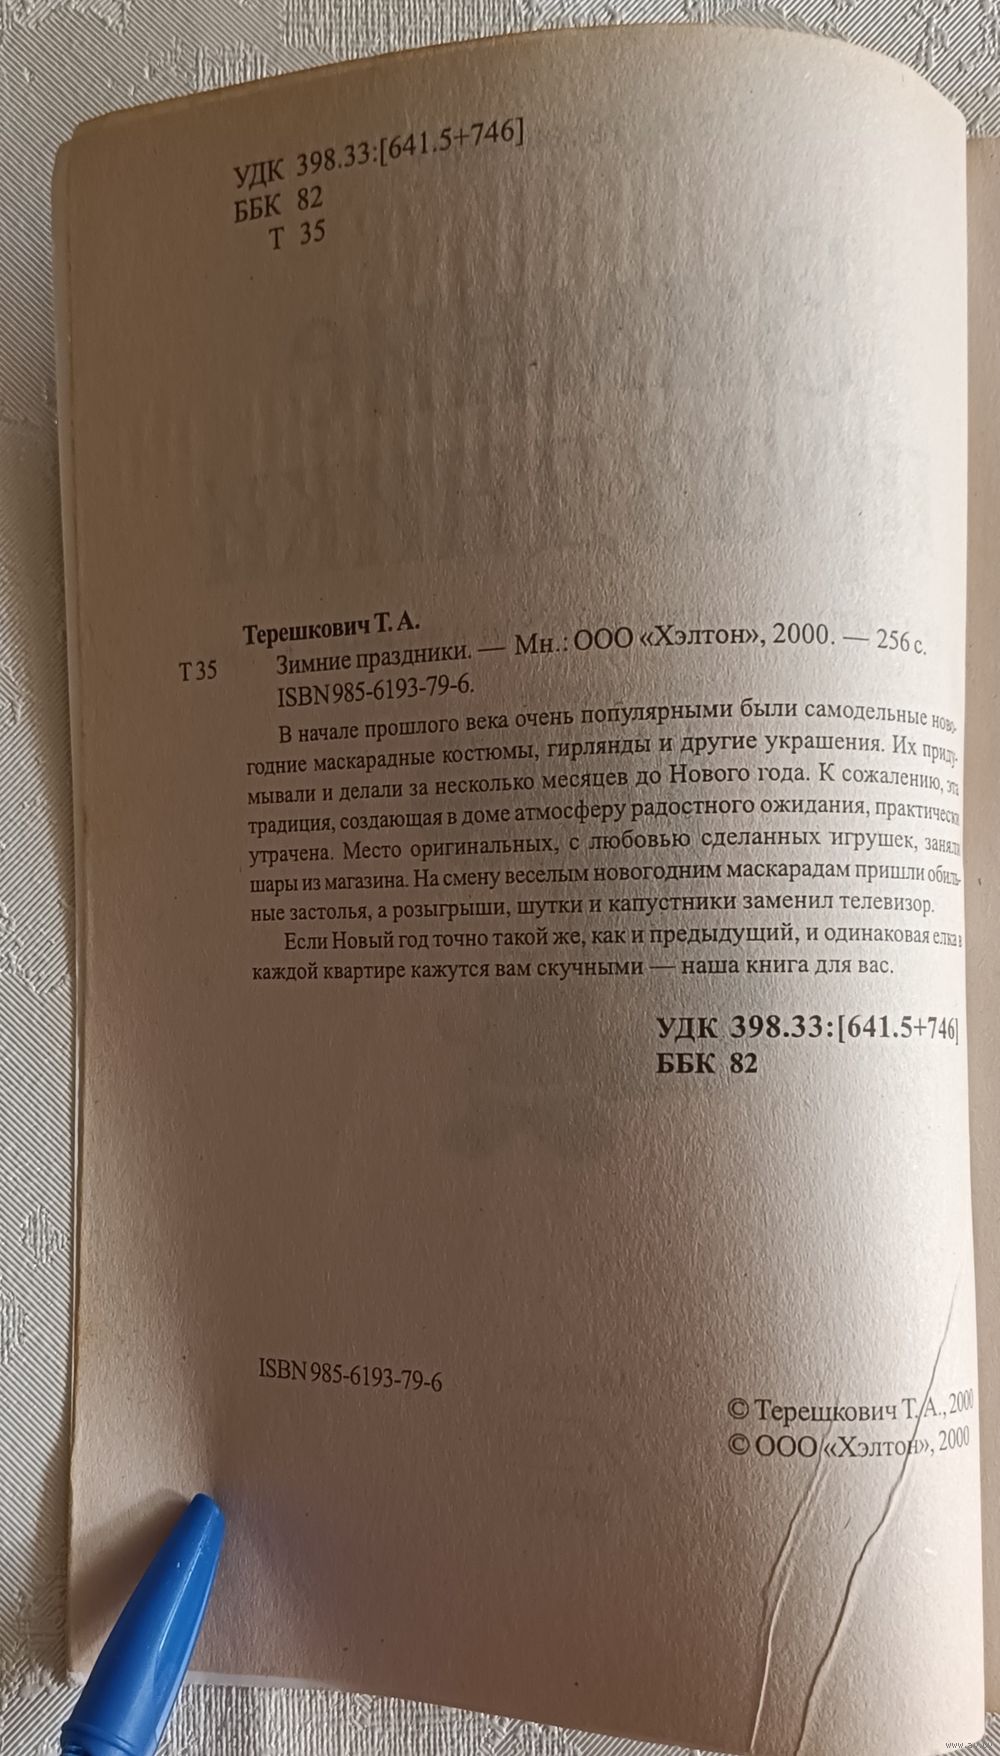 УДК 398.33:[641.5+746]
ББК 82
Т 35
Терешкович Т. А.
Т 35 Зимние праздники. — Мн.: ООО «Хэлтон», 2000. — 256 с.
ISBN 985-6193-79-6.
В начале прошлого века очень популярными были самодельные ново-
годние маскарадные костюмы, гирлянды и другие украшения. Их приду-
мывали и делали за несколько месяцев до Нового года. К сожалению, эта
традиция, создающая в доме атмосферу радостного ожидания, практически
утрачена. Место оригинальных, с любовью сделанных игрушек, заняли
шары из магазина. На смену веселым новогодним маскарадам пришли обиль-
ные застолья, а розыгрыши, шутки и капустники заменил телевизор.
Если Новый год точно такой же, как и предыдущий, и одинаковая елка в
каждой квартире кажутся вам скучными — наша книга для вас.
УДК 398.33:[641.5+746]
ББК 82
ISBN 985-6193-79-6
© Терешкович Т. А., 2000
© ООО «Хэлтон», 2000